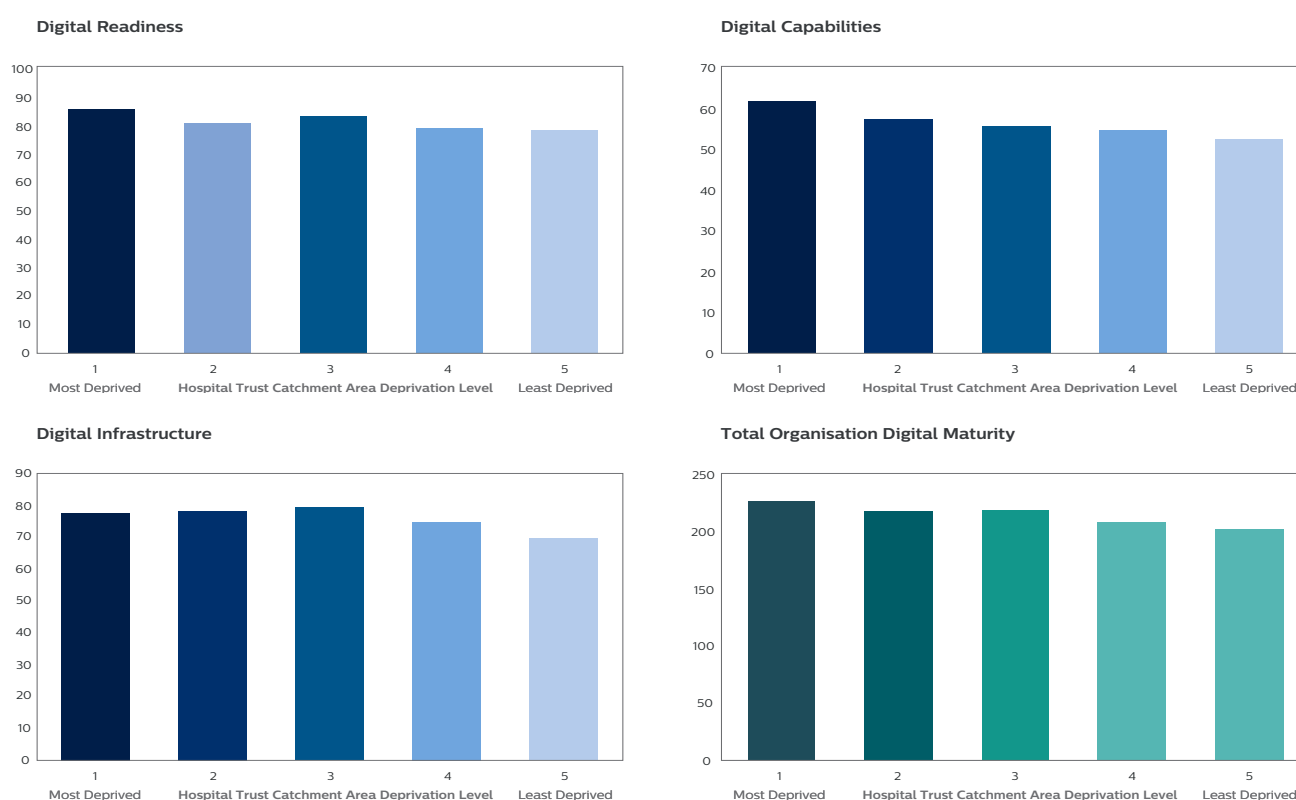 Digital Readiness
100
90
80
70
60
50
40
30
20
10
0
1 2 3 4 5
Most Deprived Hospital Trust Catchment Area Deprivation Level Least Deprived
Digital Capabilities
70
60
50
40
30
20
10
0
1 2 3 4 5
Most Deprived Hospital Trust Catchment Area Deprivation Level Least Deprived
Digital Infrastructure
90
80
70
60
50
40
30
20
10
0
1 2 3 4 5
Most Deprived Hospital Trust Catchment Area Deprivation Level Least Deprived
Total Organisation Digital Maturity
250
200
150
100
50
0
1 2 3 4 5
Most Deprived Hospital Trust Catchment Area Deprivation Level Least Deprived